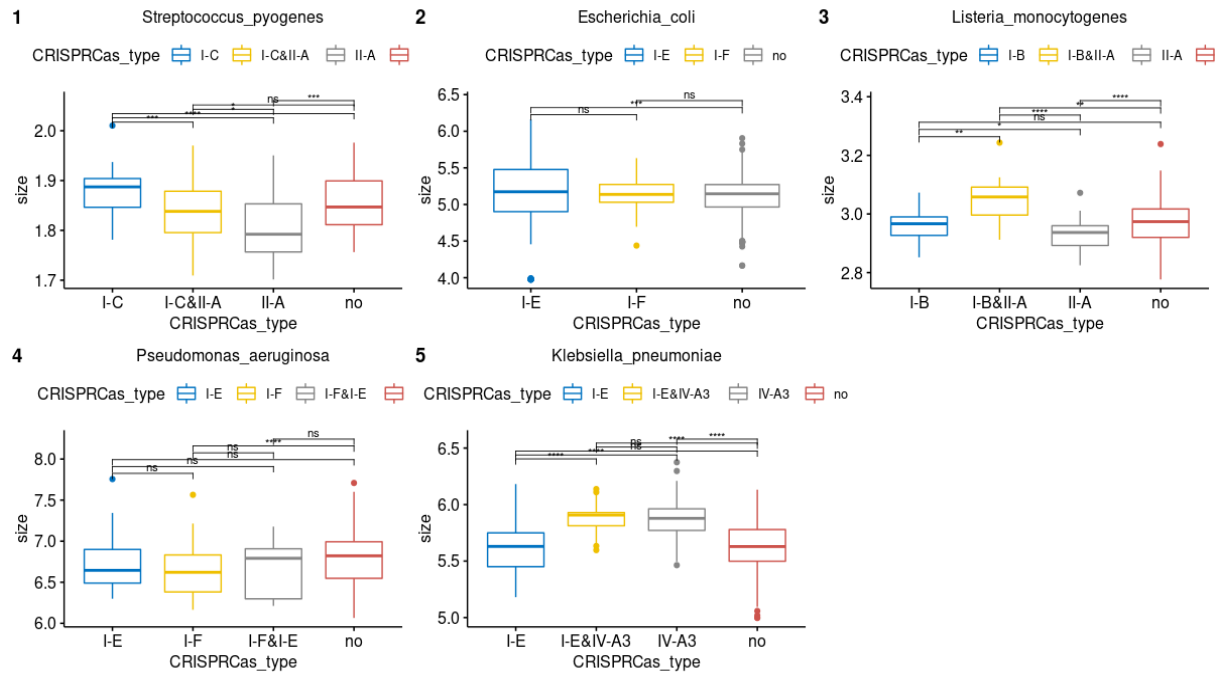 1 Streptococcus_pyogenes
CRISPRCas_type I-C I-C&II-A II-A
ns ***
* ****
*
***
2.0
1.9
1.8
1.7
size
I-C I-C&II-A II-A no
CRISPRCas_type
2 Escherichia_coli
CRISPRCas_type I-E I-F no
ns
***
ns
6.5
6.0
5.5
5.0
4.5
4.0
size
I-E I-F no
CRISPRCas_type
3 Listeria_monocytogenes
CRISPRCas_type I-B I-B&II-A II-A
****
**
****
ns
*
**
3.4
3.2
3.0
2.8
size
I-B I-B&II-A II-A no
CRISPRCas_type
4 Pseudomonas_aeruginosa
CRISPRCas_type I-E I-F I-F&I-E
ns
****
ns
ns
ns
ns
8.0
7.5
7.0
6.5
6.0
size
I-E I-F I-F&I-E no
CRISPRCas_type
5 Klebsiella_pneumoniae
CRISPRCas_type I-E I-E&IV-A3 IV-A3 no
****
ns
****
ns
****
****
6.5
6.0
5.5
5.0
size
I-E I-E&IV-A3 IV-A3 no
CRISPRCas_type